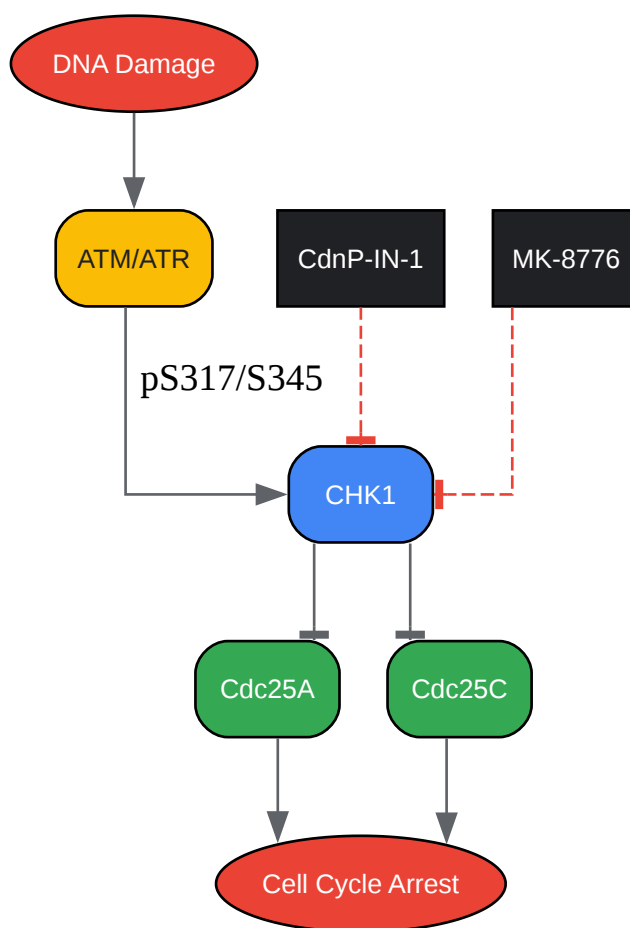 DNA Damage
ATM/ATR
CdnP-IN-1
MK-8776
pS317/S345
CHK1
Cdc25A
Cdc25C
Cell Cycle Arrest